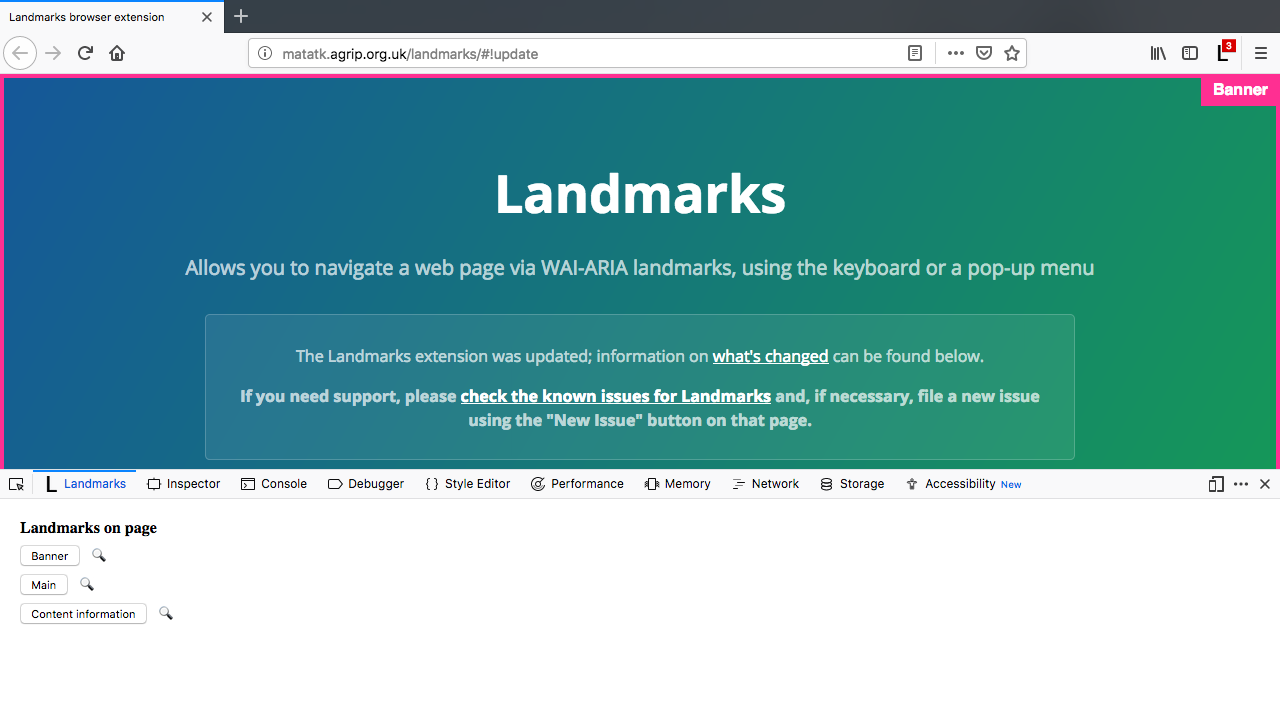 Landmarks browser extension
matatk.agrip.org.uk/landmarks/#!update
L 3
Banner
Landmarks
Allows you to navigate a web page via WAI-ARIA landmarks, using the keyboard or a pop-up menu
The Landmarks extension was updated; information on what's changed can be found below.
If you need support, please check the known issues for Landmarks and, if necessary, file a new issue
using the "New Issue" button on that page.
L Landmarks Inspector Console Debugger { } Style Editor Performance Memory Network Storage Accessibility New
Landmarks on page
Banner
Main
Content information